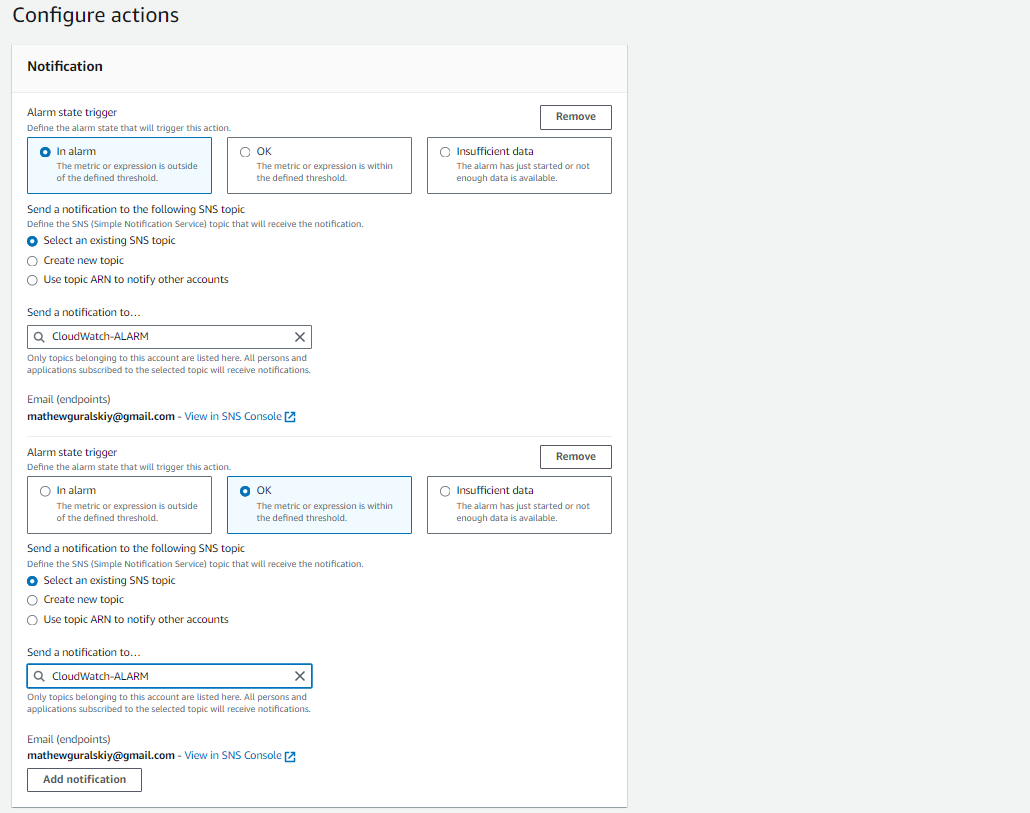 Configure actions
Notification
Alarm state trigger
Remove
Define the alarm state that will trigger this action.
In alarm
The metric or expression is outside
of the defined threshold.
OK
The metric or expression is within
the defined threshold.
Insufficient data
The alarm has just started or not
enough data is available.
Send a notification to the following SNS topic
Define the SNS (Simple Notification Service) topic that will receive the notification.
Select an existing SNS topic
Create new topic
Use topic ARN to notify other accounts
Send a notification to…
CloudWatch-ALARM
Only topics belonging to this account are listed here. All persons and
applications subscribed to the selected topic will receive notifications.
Email (endpoints)
mathewguralskiy@gmail.com - View in SNS Console
Alarm state trigger
Remove
Define the alarm state that will trigger this action.
In alarm
The metric or expression is outside
of the defined threshold.
OK
The metric or expression is within
the defined threshold.
Insufficient data
The alarm has just started or not
enough data is available.
Send a notification to the following SNS topic
Define the SNS (Simple Notification Service) topic that will receive the notification.
Select an existing SNS topic
Create new topic
Use topic ARN to notify other accounts
Send a notification to…
CloudWatch-ALARM
Only topics belonging to this account are listed here. All persons and
applications subscribed to the selected topic will receive notifications.
Email (endpoints)
mathewguralskiy@gmail.com - View in SNS Console
Add notification